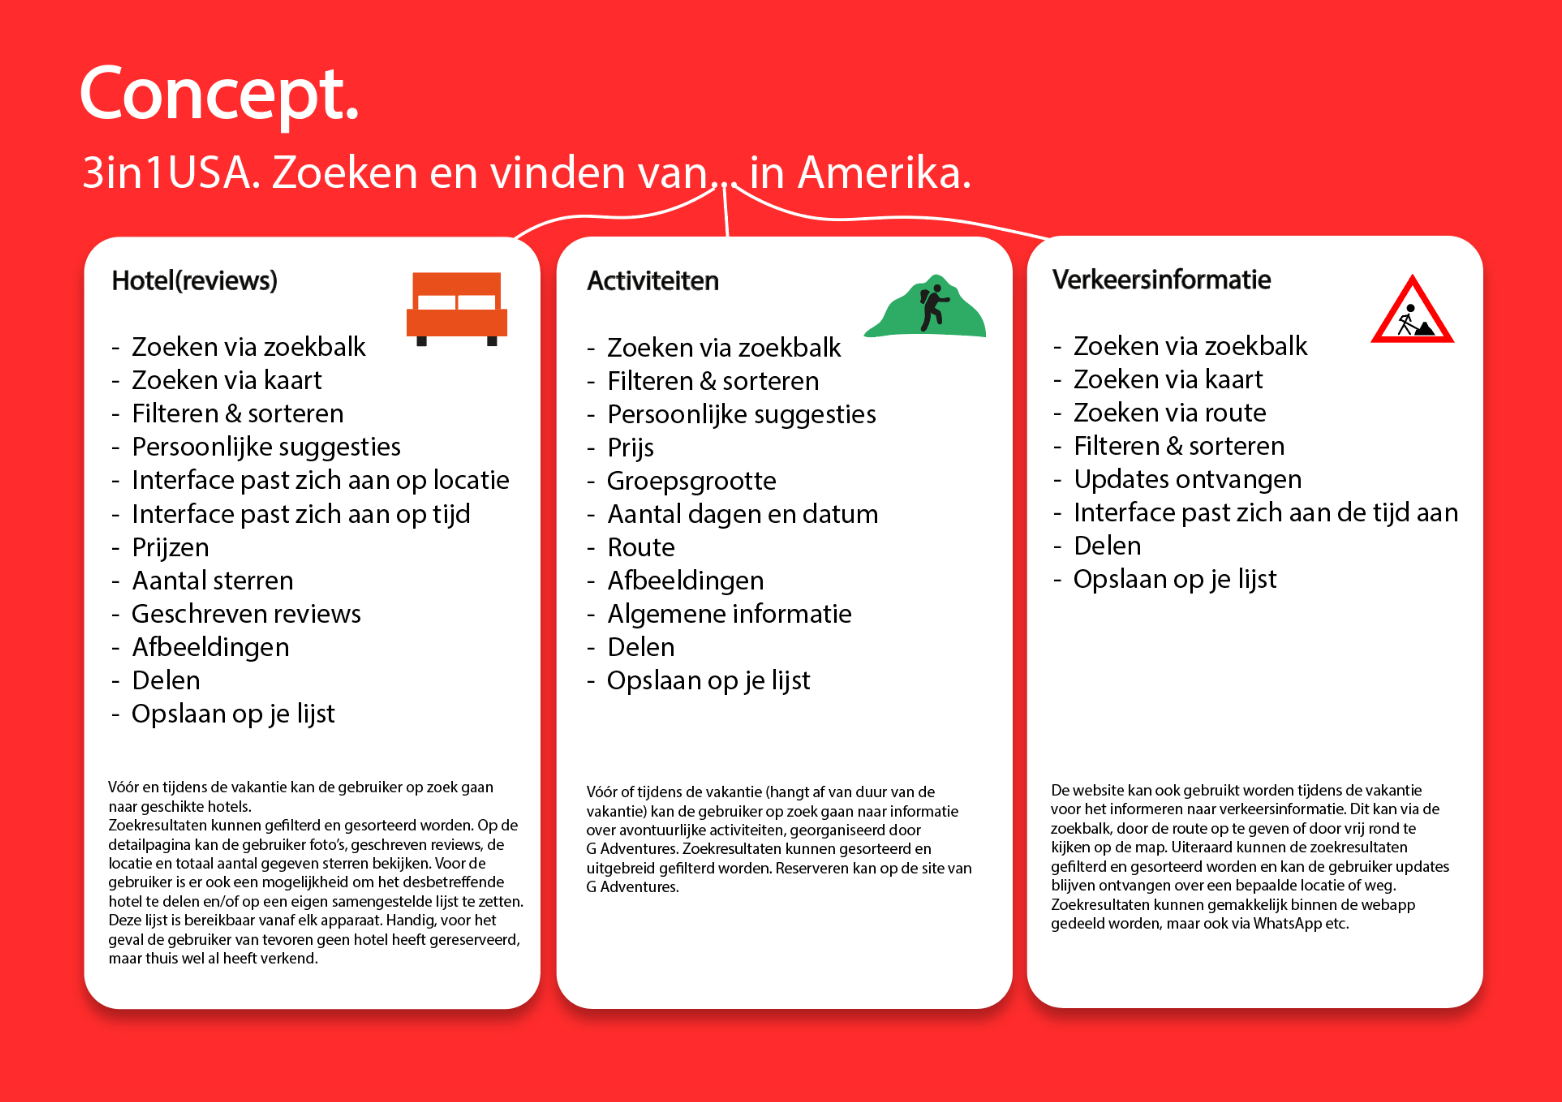 Concept.
3in1USA. Zoeken en vinden van... in Amerika.
Hotel(reviews)
- Zoeken via zoekbalk
- Zoeken via kaart
- Filteren & sorteren
- Persoonlijke suggesties
- Interface past zich aan op locatie
- Interface past zich aan op tijd
- Prijzen
- Aantal sterren
- Geschreven reviews
- Afbeeldingen
- Delen
- Opslaan op je lijst
Vóór en tijdens de vakantie kan de gebruiker op zoek gaan
naar geschikte hotels.
Zoekresultaten kunnen gefilterd en gesorteerd worden. Op de
detailpagina kan de gebruiker foto's, geschreven reviews, de
locatie en totaal aantal gegeven sterren bekijken. Voor de
gebruiker is er ook een mogelijkheid om het desbetreffende
hotel te delen en/of op een eigen samengestelde lijst te zetten.
Deze lijst is bereikbaar vanaf elk apparaat. Handig, voor het
geval de gebruiker van tevoren geen hotel heeft gereserveerd,
maar thuis wel al heeft verkend.
Activiteiten
- Zoeken via zoekbalk
- Filteren & sorteren
- Persoonlijke suggesties
- Prijs
- Groepsgrootte
- Aantal dagen en datum
- Route
- Afbeeldingen
- Algemene informatie
- Delen
- Opslaan op je lijst
Vóór of tijdens de vakantie (hangt af van duur van de
vakantie) kan de gebruiker op zoek gaan naar informatie
over avontuurlijke activiteiten, georganiseerd door
G Adventures. Zoekresultaten kunnen gesorteerd en
uitgebreid gefilterd worden. Reserveren kan op de site van
G Adventures.
Verkeersinformatie
- Zoeken via zoekbalk
- Zoeken via kaart
- Zoeken via route
- Filteren & sorteren
- Updates ontvangen
- Interface past zich aan de tijd aan
- Delen
- Opslaan op je lijst
De website kan ook gebruikt worden tijdens de vakantie
voor het informeren naar verkeersinformatie. Dit kan via de
zoekbalk, door de route op te geven of door vrij rond te
kijken op de map. Uiteraard kunnen de zoekresultaten
gefilterd en gesorteerd worden en kan de gebruiker updates
blijven ontvangen over een bepaalde locatie of weg.
Zoekresultaten kunnen gemakkelijk binnen de webapp
gedeeld worden, maar ook via WhatsApp etc.